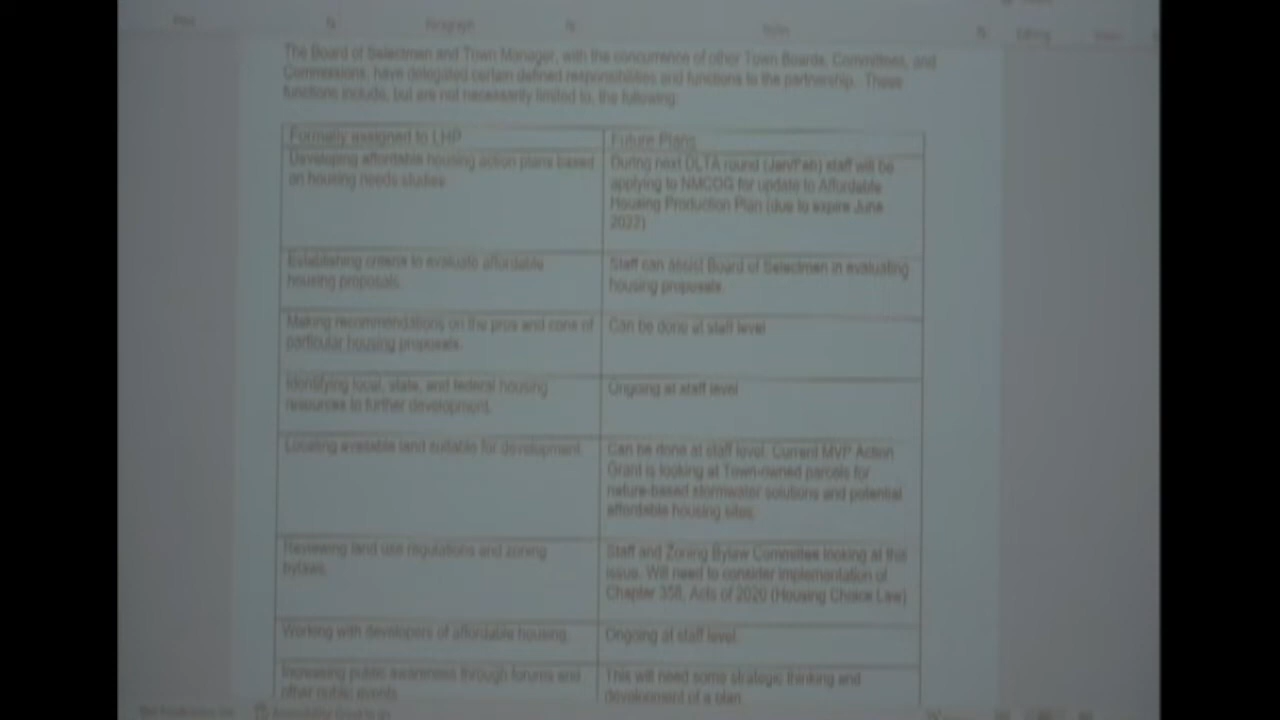 Paragraph
Styles
Editing
The Board of Selectmen and Town Manager, with the concurrence of other Town Boards, Committees, and
Commissions, have delegated certain defined responsibilities and functions to the partnership. These
functions include, but are not necessarily limited to, the following:
Formally assigned to LHP
Future Plans
Developing affordable housing action plans based
on housing needs studies.
During next DLTA round (Jan/Feb) staff will be
applying to NMCOG for update to Affordable
Housing Production Plan (due to expire June
2022)
Establishing criteria to evaluate affordable
housing proposals.
Staff can assist Board of Selectmen in evaluating
housing proposals.
Making recommendations on the pros and cons of
particular housing proposals.
Can be done at staff level
Identifying local, state, and federal housing
resources to further development.
Ongoing at staff level
Locating available land suitable for development.
Can be done at staff level. Current MVP Action
Grant is looking at Town-owned parcels for
nature-based stormwater solutions and potential
affordable housing sites.
Reviewing land use regulations and zoning
bylaws.
Staff and Zoning Bylaw Committee looking at this
issue. Will need to consider implementation of
Chapter 358, Acts of 2020 (Housing Choice Law)
Working with developers of affordable housing.
Ongoing at staff level.
Increasing public awareness through forums and
other public events.
This will need some strategic thinking and
development of a plan.
Accessibility: Good to go